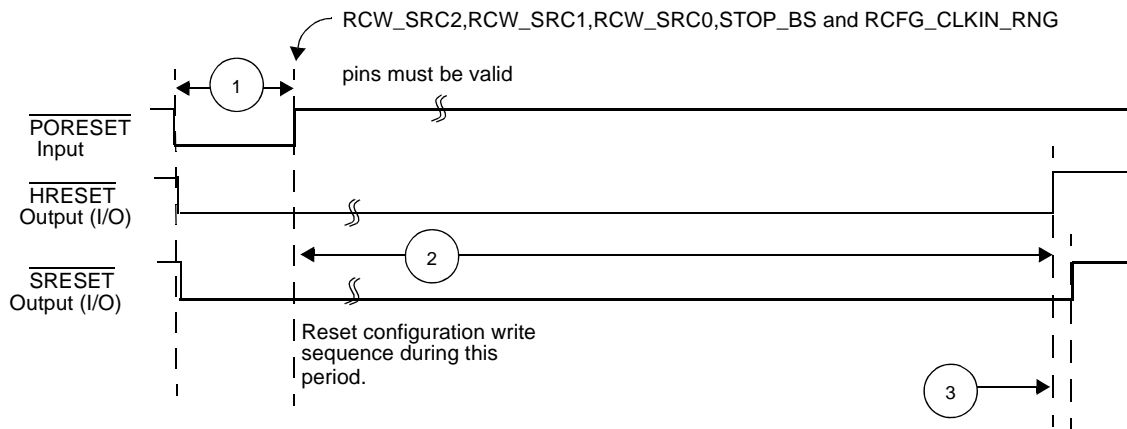 RCW_SRC2,RCW_SRC1,RCW_SRC0,STOP_BS and RCFG_CLKIN_RNG
pins must be valid
1
PORESET
Input
HRESET
Output (I/O)
2
SRESET
Output (I/O)
Reset configuration write
sequence during this
period.
3